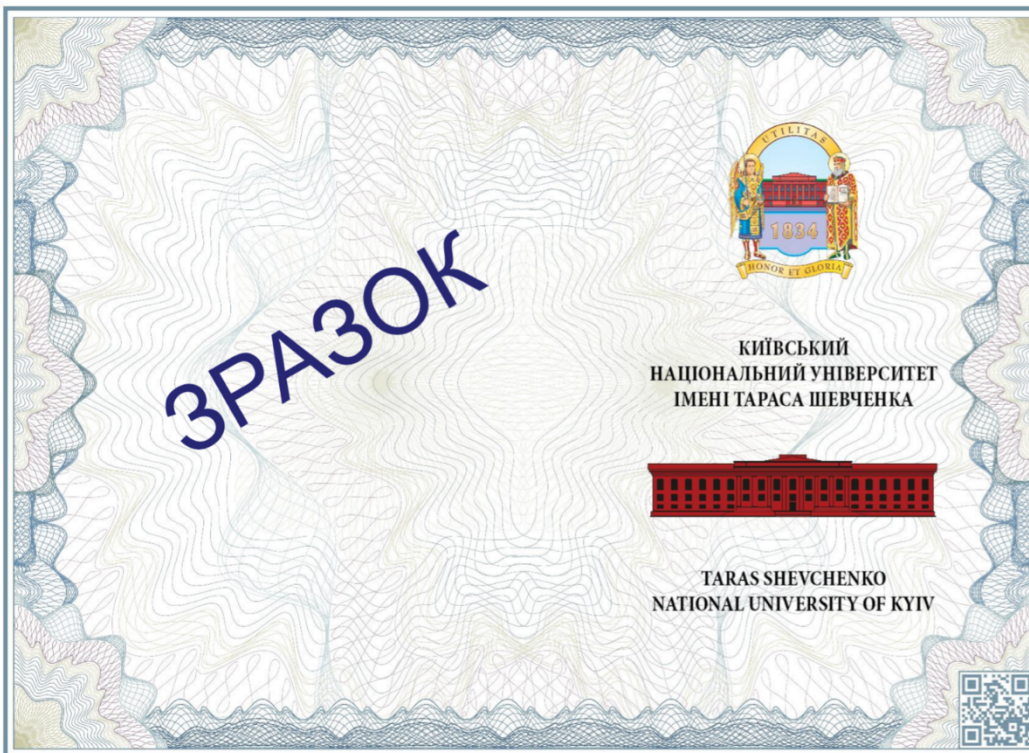 UTILITAS
1834
HONOR ET GLORIA
ЗРАЗОК
КИЇВСЬКИЙ
НАЦІОНАЛЬНИЙ УНІВЕРСИТЕТ
ІМЕНІ ТАРАСА ШЕВЧЕНКА
TARAS SHEVCHENKO
NATIONAL UNIVERSITY OF KYIV